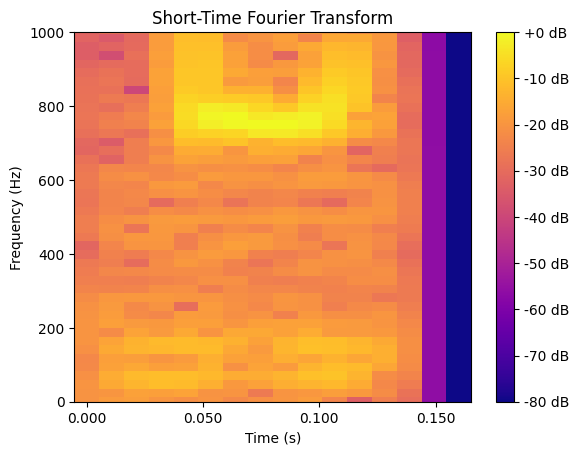 Short-Time Fourier Transform
1000
800
600
400
200
0
Frequency (Hz)
0.000
0.050
0.100
0.150
Time (s)
+0 dB
-10 dB
-20 dB
-30 dB
-40 dB
-50 dB
-60 dB
-70 dB
-80 dB